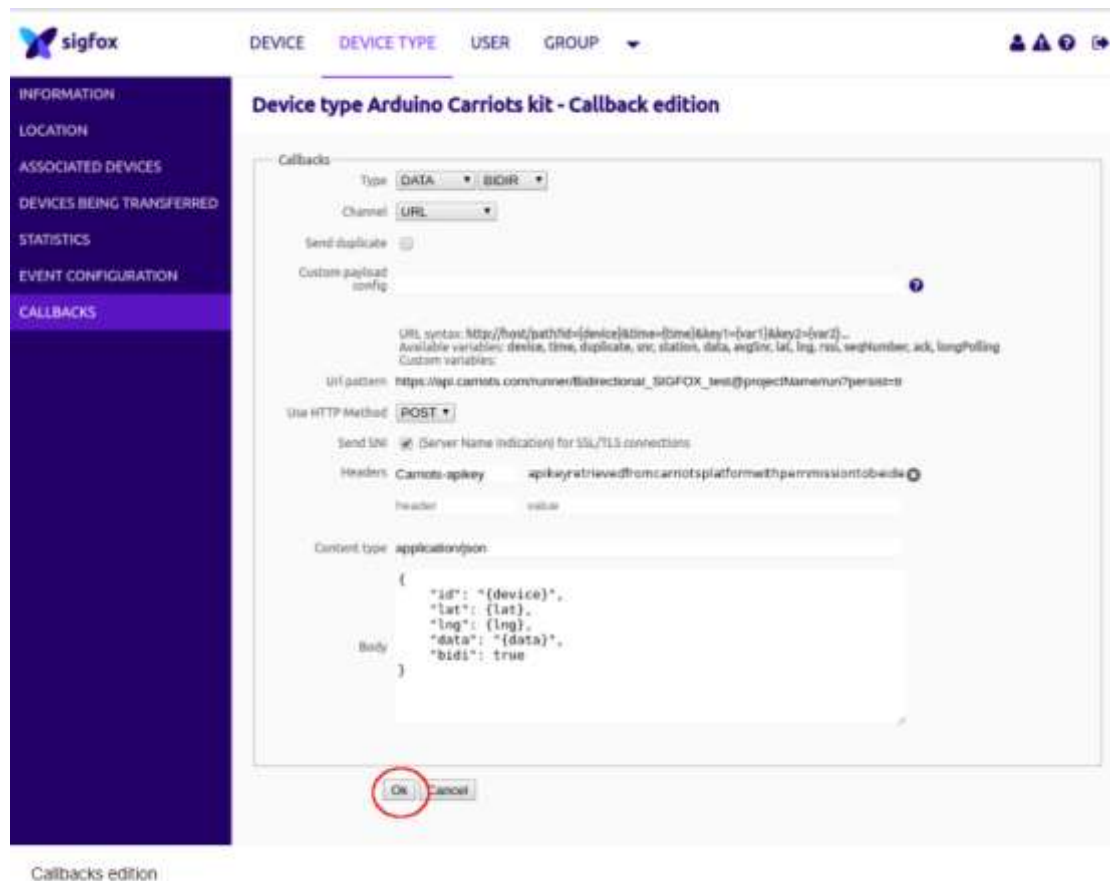 sigfox
DEVICE DEVICE TYPE USER GROUP
INFORMATION
LOCATION
ASSOCIATED DEVICES
DEVICES BEING TRANSFERRED
STATISTICS
EVENT CONFIGURATION
CALLBACKS
Device type Arduino Carriots kit - Callback edition
Callbacks
Type DATA BIDIR
Channel URL
Send duplicate
Custom payload
config
URL syntax: http://host/path?id={device}&time={time}&key1={var1}&key2={var2}...
Available variables: device, time, duplicate, snr, station, data, avgSnr, lat, lng, rssi, seqNumber, ack, longPolling
Custom variables:
Url pattern https://api.carriots.com/runner/Bidirectional_SIGFOX_test@projectName/run?persist=tr
Use HTTP Method POST
Send SNI (Server Name Indication) for SSL/TLS connections
Headers Carriots-apikey
header value
Content type application/json
Body
{
"id": "{device}",
"lat": {lat},
"lng": {lng},
"data": "{data}",
"bidi": true
}
Ok Cancel
Callbacks edition